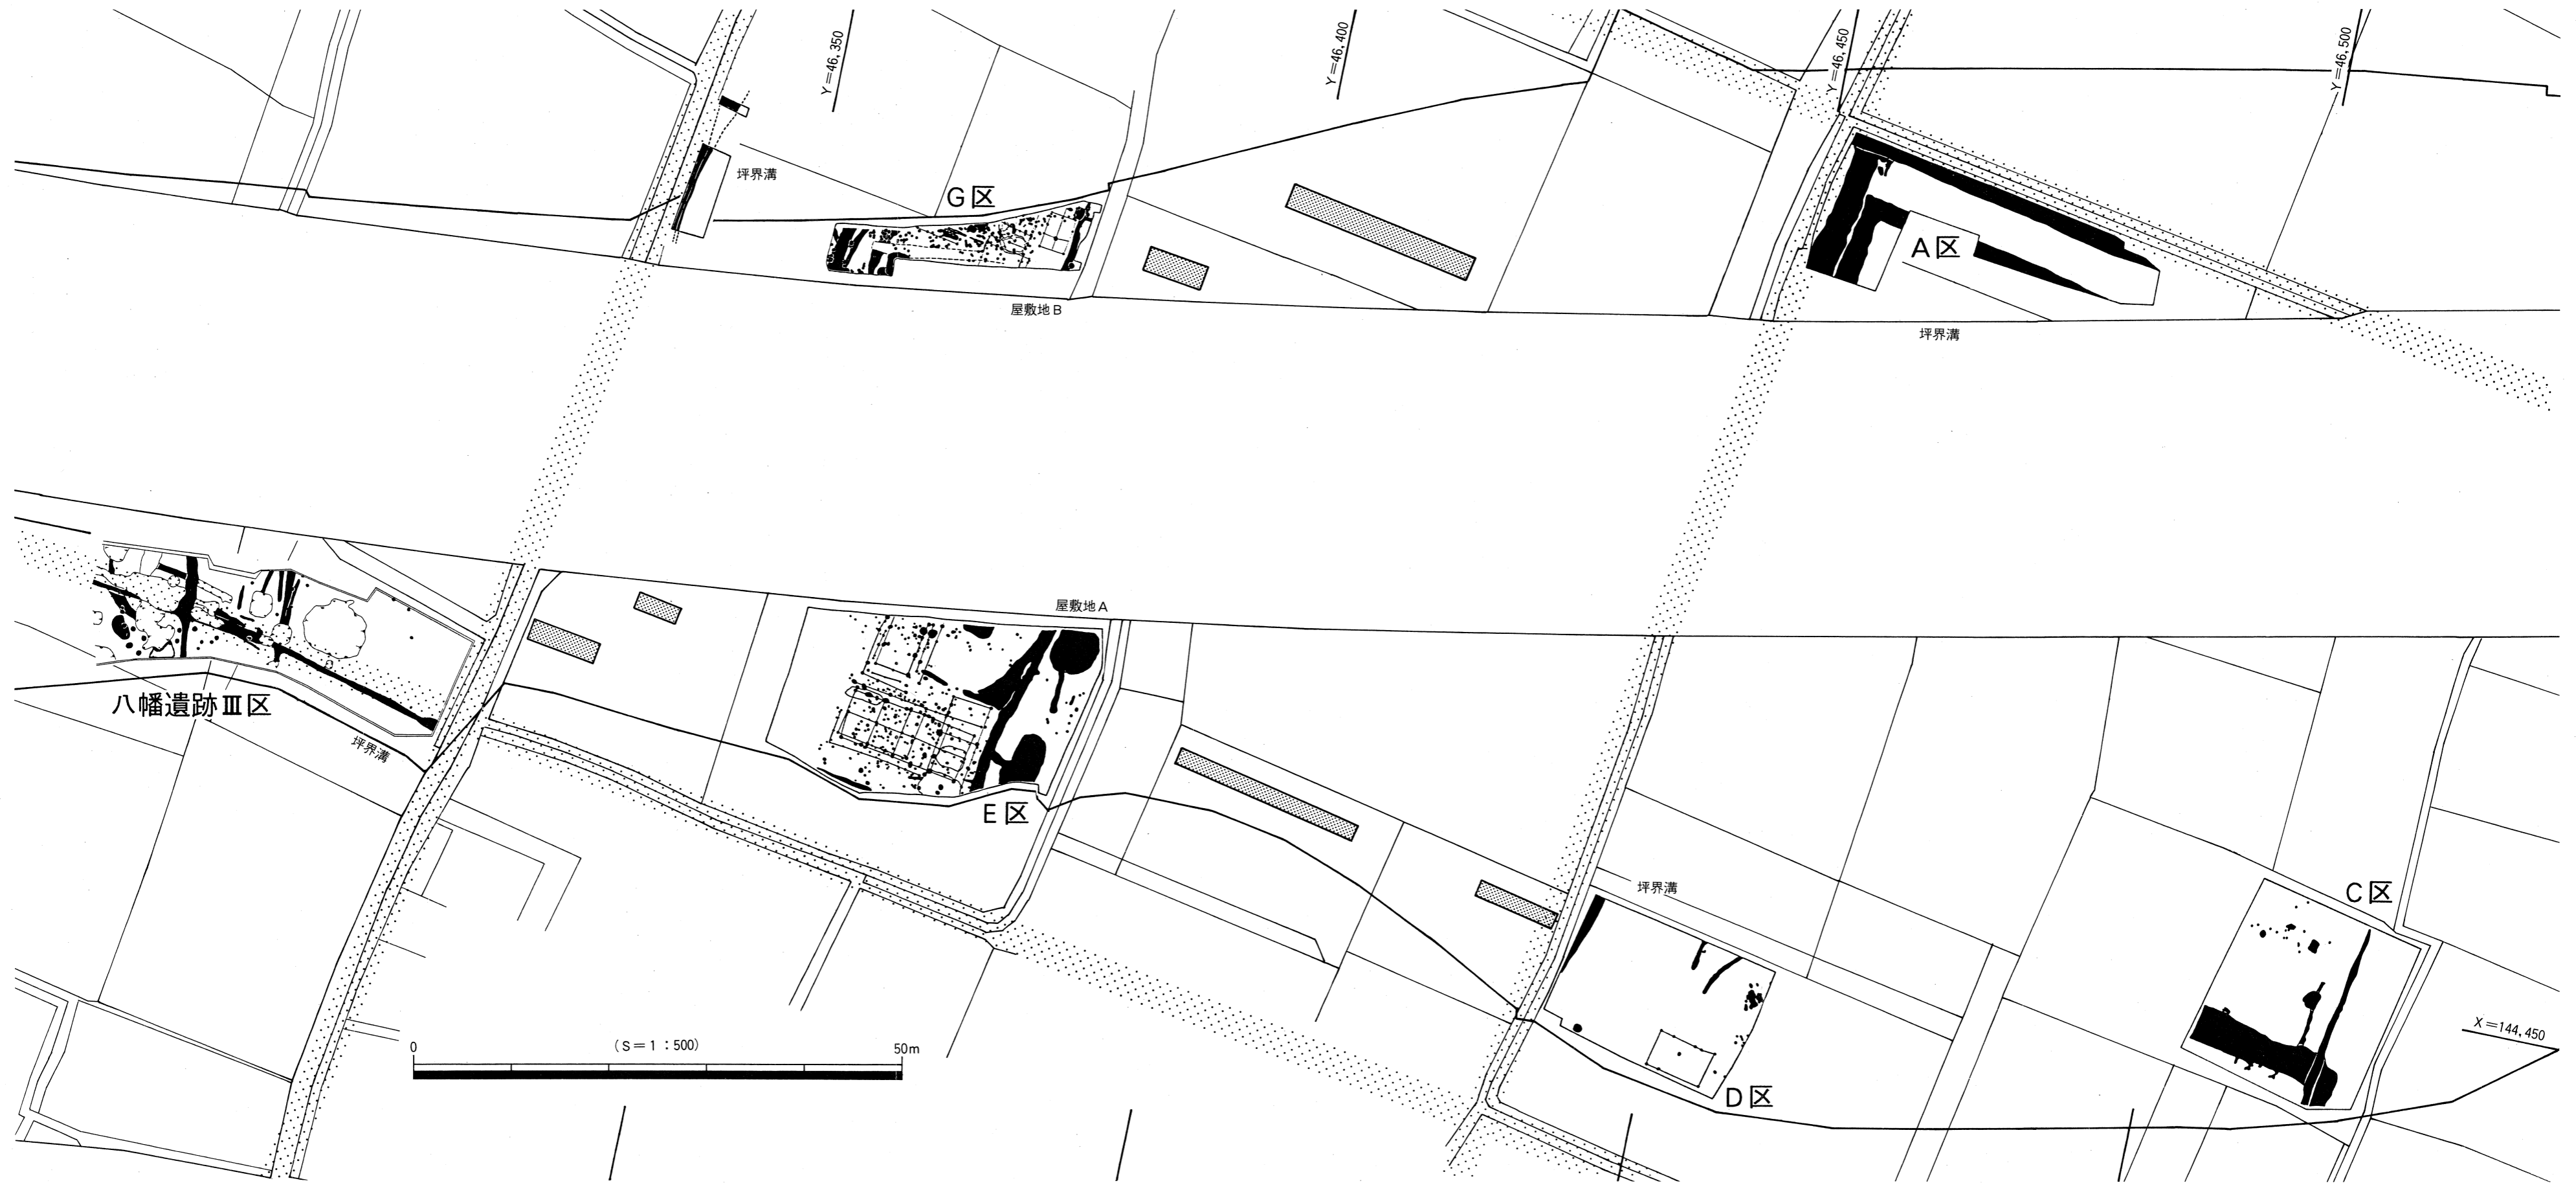 Y=46,350
Y=46,400
Y=46,450
Y=46,500
坪界溝
G区
A区
屋敷地B
坪界溝
屋敷地A
八幡遺跡Ⅲ区
坪界溝
E区
坪界溝
C区
X=144,450
0
(S=1:500)
50m
D区